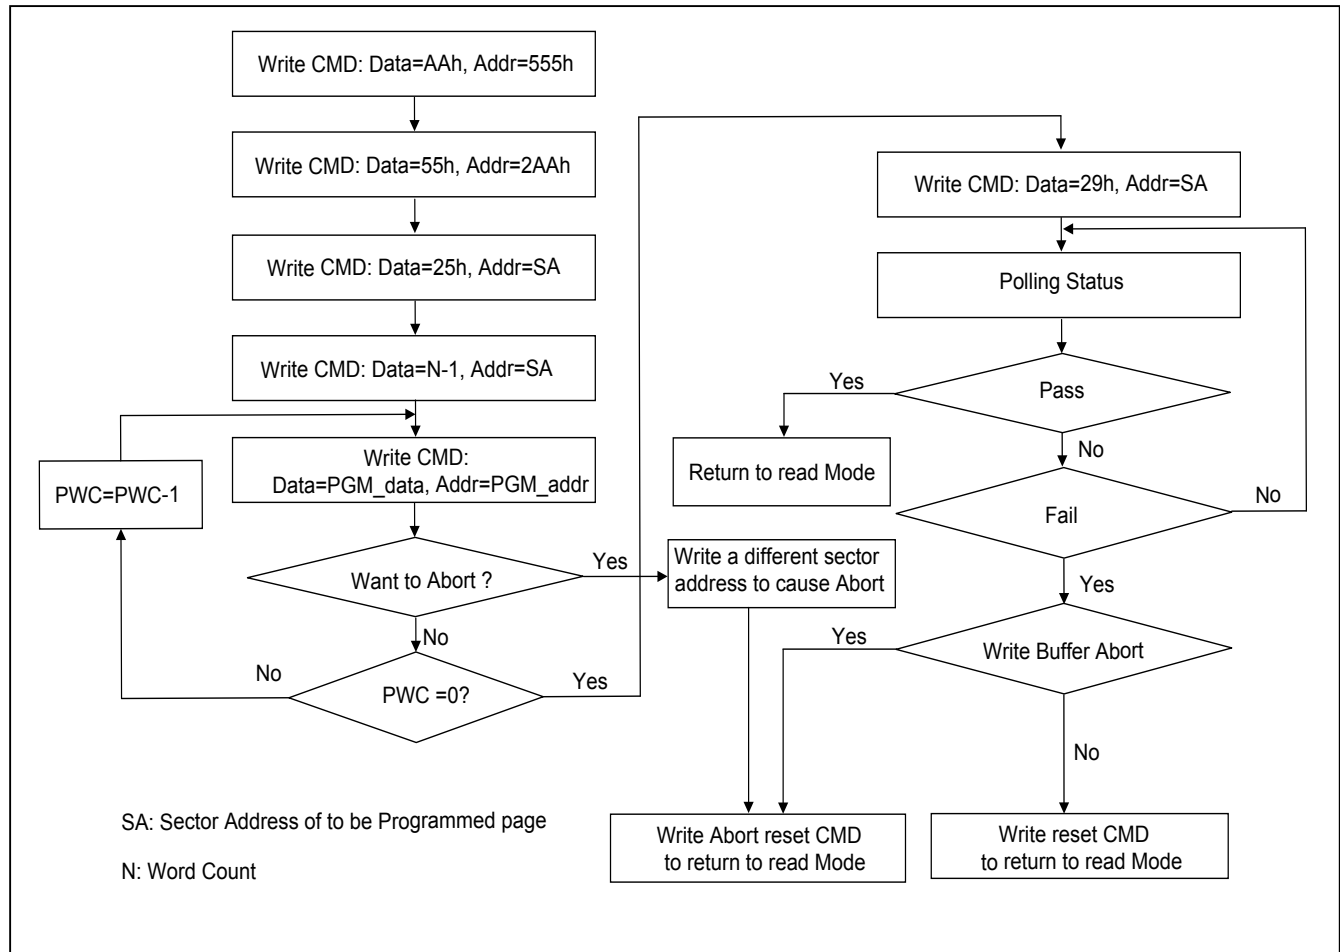 Write CMD: Data=AAh, Addr=555h
Write CMD: Data=55h, Addr=2AAh
Write CMD: Data=25h, Addr=SA
Write CMD: Data=N-1, Addr=SA
Write CMD:
Data=PGM_data, Addr=PGM_addr
PWC=PWC-1
Want to Abort ?
Yes
No
PWC =0?
No
Yes
Write a different sector
address to cause Abort
Write CMD: Data=29h, Addr=SA
Polling Status
Pass
Yes
No
Return to read Mode
Fail
No
Yes
Write Buffer Abort
Yes
No
Write Abort reset CMD
to return to read Mode
Write reset CMD
to return to read Mode
SA: Sector Address of to be Programmed page
N: Word Count